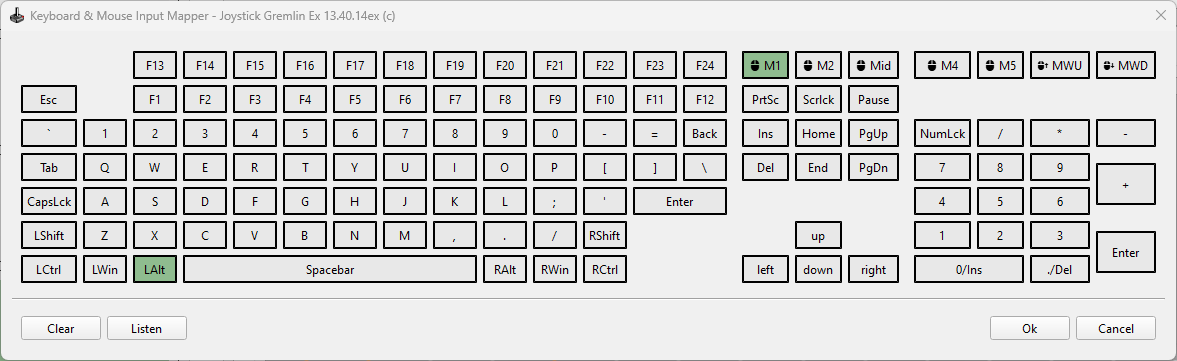 Keyboard & Mouse Input Mapper - Joystick Gremlin Ex 13.40.14ex (c)
F13 F14 F15 F16 F17 F18 F19 F20 F21 F22 F23 F24 M1 M2 Mid M4 M5 MWU MWD
Esc F1 F2 F3 F4 F5 F6 F7 F8 F9 F10 F11 F12 PrtSc Scrlck Pause
` 1 2 3 4 5 6 7 8 9 0 - = Back Ins Home PgUp NumLck / * -
Tab Q W E R T Y U I O P [ ] \ Del End PgDn 7 8 9 +
CapsLck A S D F G H J K L ; ' Enter 4 5 6
LShift Z X C V B N M , . / RShift up 1 2 3 Enter
LCtrl LWin LAlt Spacebar RAlt RWin RCtrl left down right 0/Ins ./Del
Clear Listen Ok Cancel